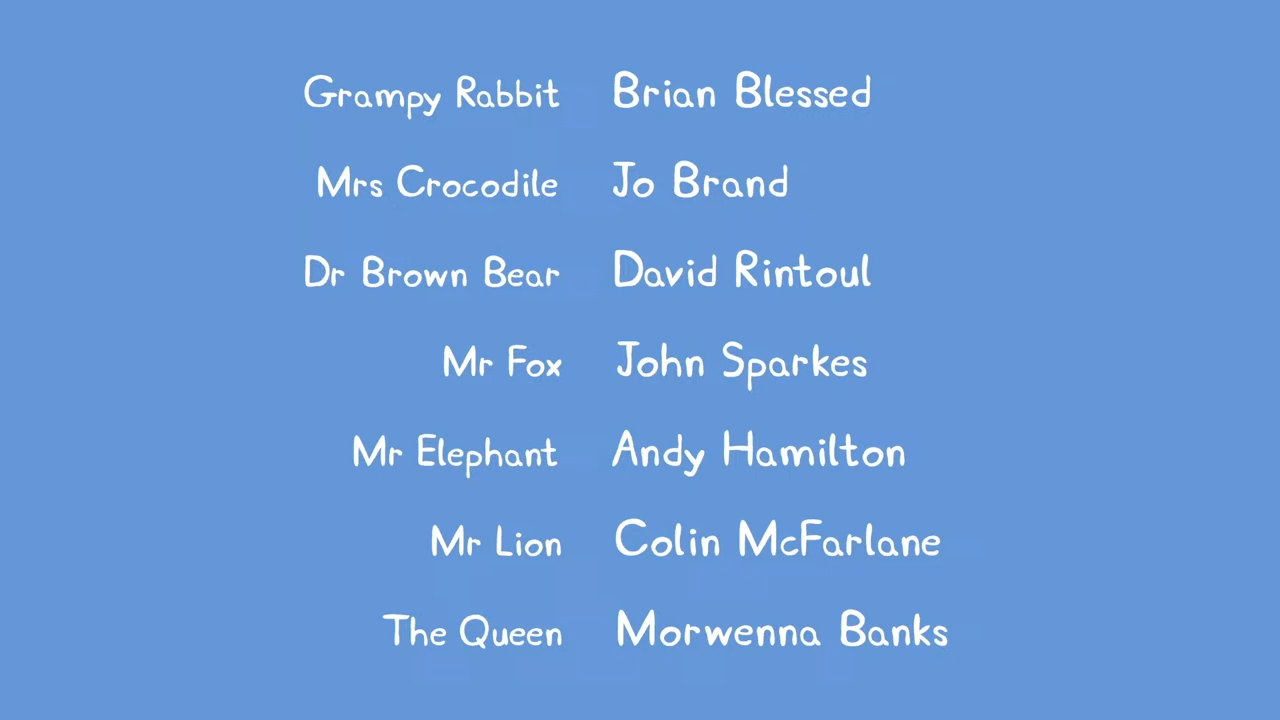 Grampy Rabbit Brian Blessed
Mrs Crocodile Jo Brand
Dr Brown Bear David Rintoul
Mr Fox John Sparkes
Mr Elephant Andy Hamilton
Mr Lion Colin McFarlane
The Queen Morwenna Banks